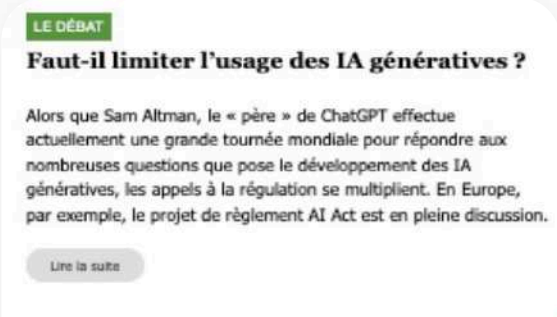 LE DÉBAT
Faut-il limiter l'usage des IA génératives ?
Alors que Sam Altman, le « père » de ChatGPT effectue
actuellement une grande tournée mondiale pour répondre aux
nombreuses questions que pose le développement des IA
génératives, les appels à la régulation se multiplient. En Europe,
par exemple, le projet de règlement AI Act est en pleine discussion.
Lire la suite